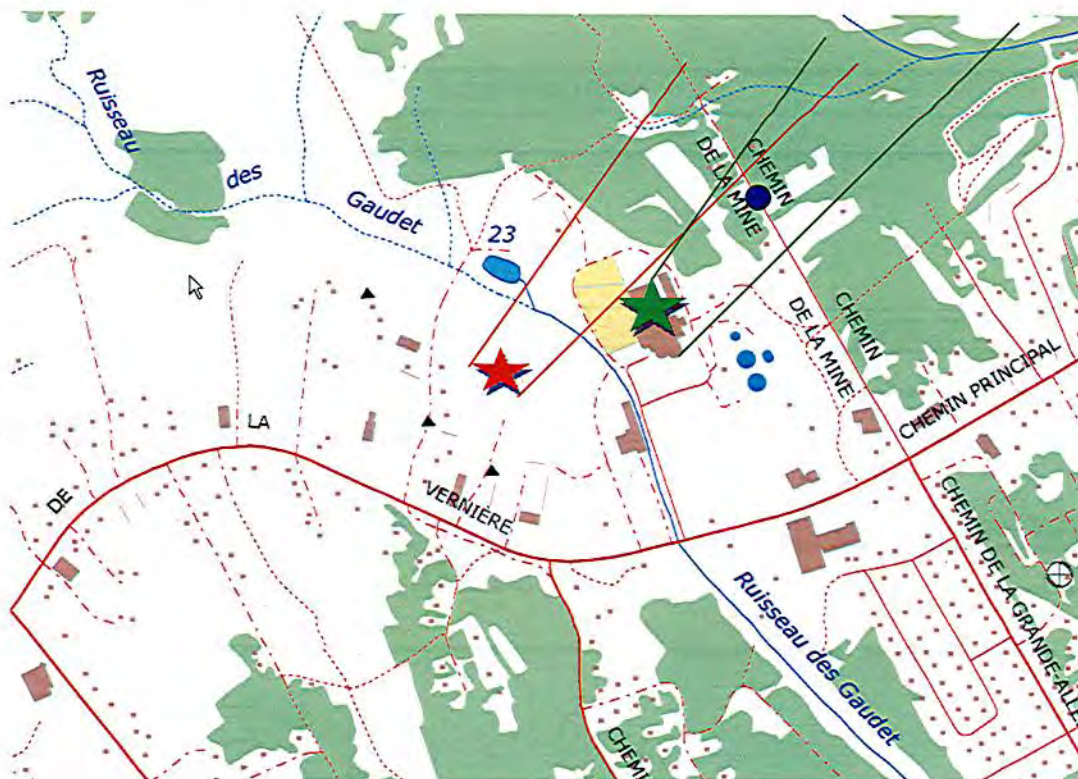 Ruisseau
des
Gaudet
23
CHEMIN
DE LA MINE
CHEMIN
DE LA MINE
CHEMIN PRINCIPAL
DE
LA
VERNIÈRE
CHEMIN DE LA GRANDE-ALLÉ
Ruisseau des Gaudet
CHEMI